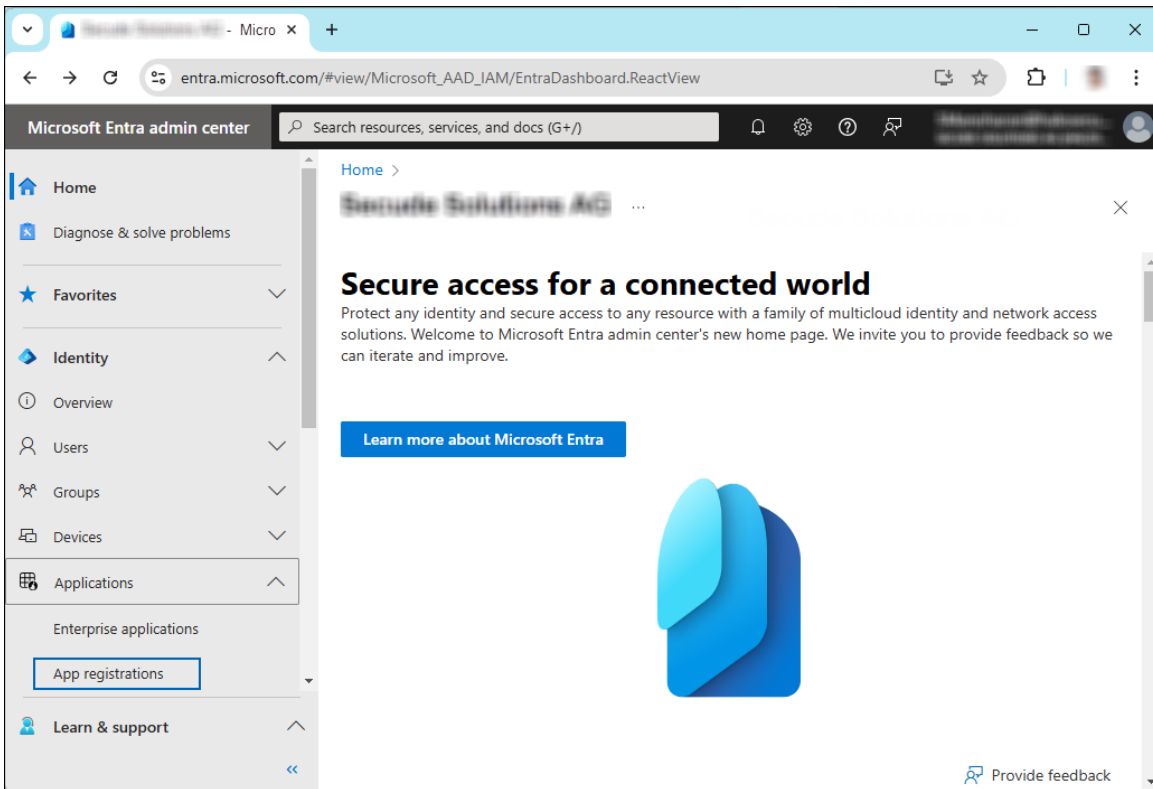 - Micro
entra.microsoft.com/#view/Microsoft_AAD_IAM/EntraDashboard.ReactView
Microsoft Entra admin center
Search resources, services, and docs (G+/)
Home
Diagnose & solve problems
Favorites
Identity
Overview
Users
Groups
Devices
Applications
Enterprise applications
App registrations
Learn & support
Home >
...
Secure access for a connected world
Protect any identity and secure access to any resource with a family of multicloud identity and network access
solutions. Welcome to Microsoft Entra admin center's new home page. We invite you to provide feedback so we
can iterate and improve.
Learn more about Microsoft Entra
Provide feedback